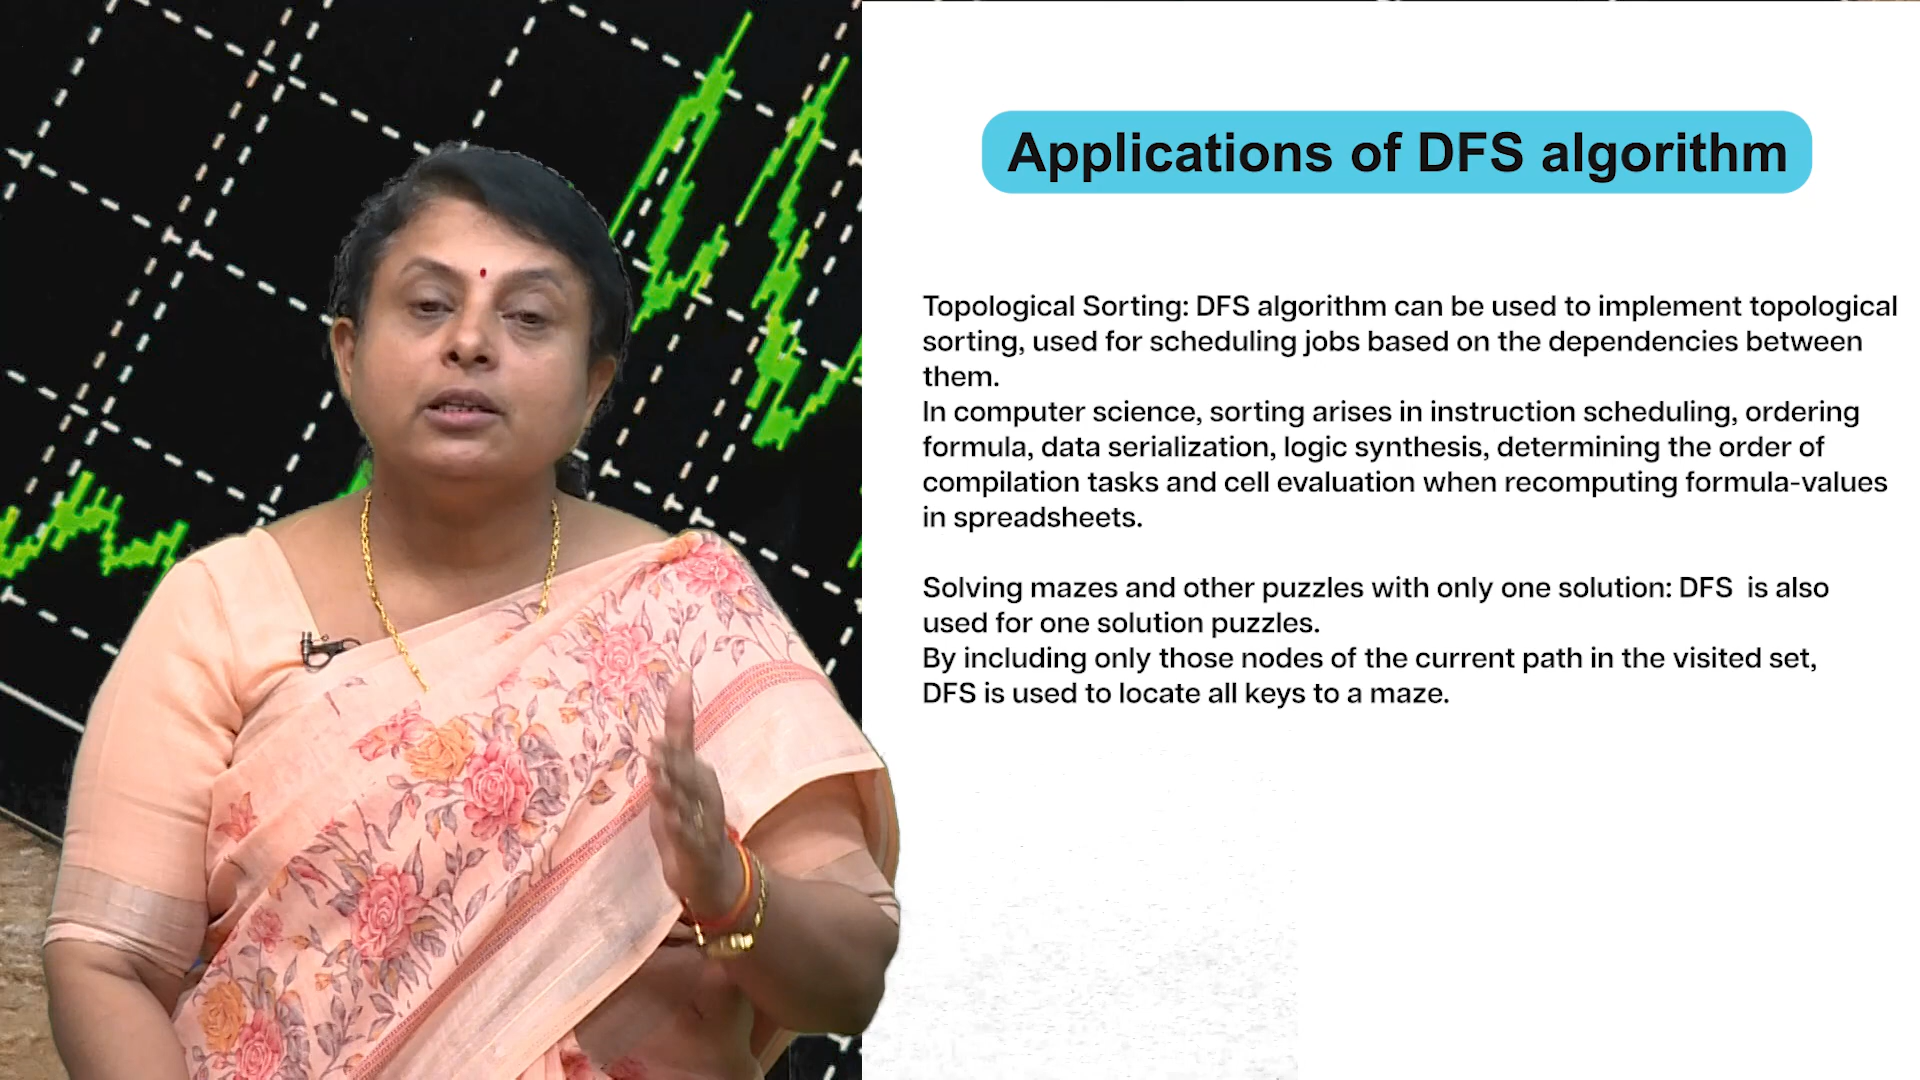 Applications of DFS algorithm
Topological Sorting: DFS algorithm can be used to implement topological
sorting, used for scheduling jobs based on the dependencies between
them.
In computer science, sorting arises in instruction scheduling, ordering
formula, data serialization, logic synthesis, determining the order of
compilation tasks and cell evaluation when recomputing formula-values
in spreadsheets.
Solving mazes and other puzzles with only one solution: DFS  is also
used for one solution puzzles.
By including only those nodes of the current path in the visited set,
DFS is used to locate all keys to a maze.